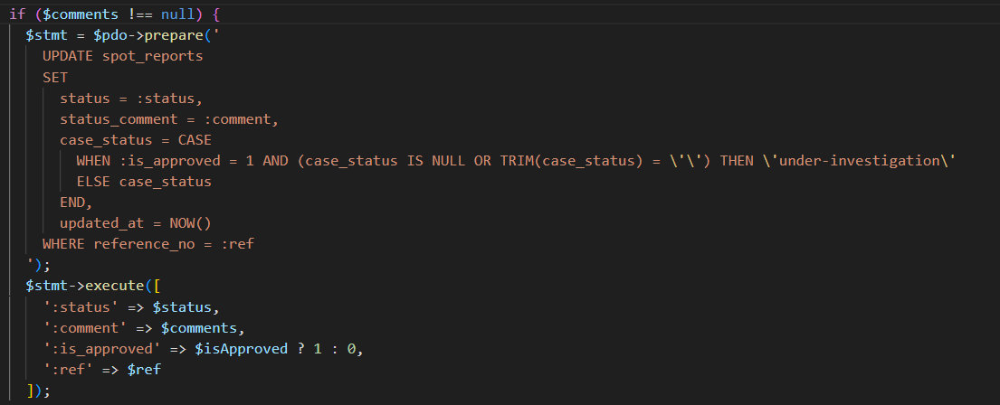 if ($comments !== null) {
$stmt = $pdo->prepare('
UPDATE spot_reports
SET
status = :status,
status_comment = :comment,
case_status = CASE
WHEN :is_approved = 1 AND (case_status IS NULL OR TRIM(case_status) = \'\') THEN \'under-investigation\'
ELSE case_status
END,
updated_at = NOW()
WHERE reference_no = :ref
');
$stmt->execute([
':status' => $status,
':comment' => $comments,
':is_approved' => $isApproved ? 1 : 0,
':ref' => $ref
]);